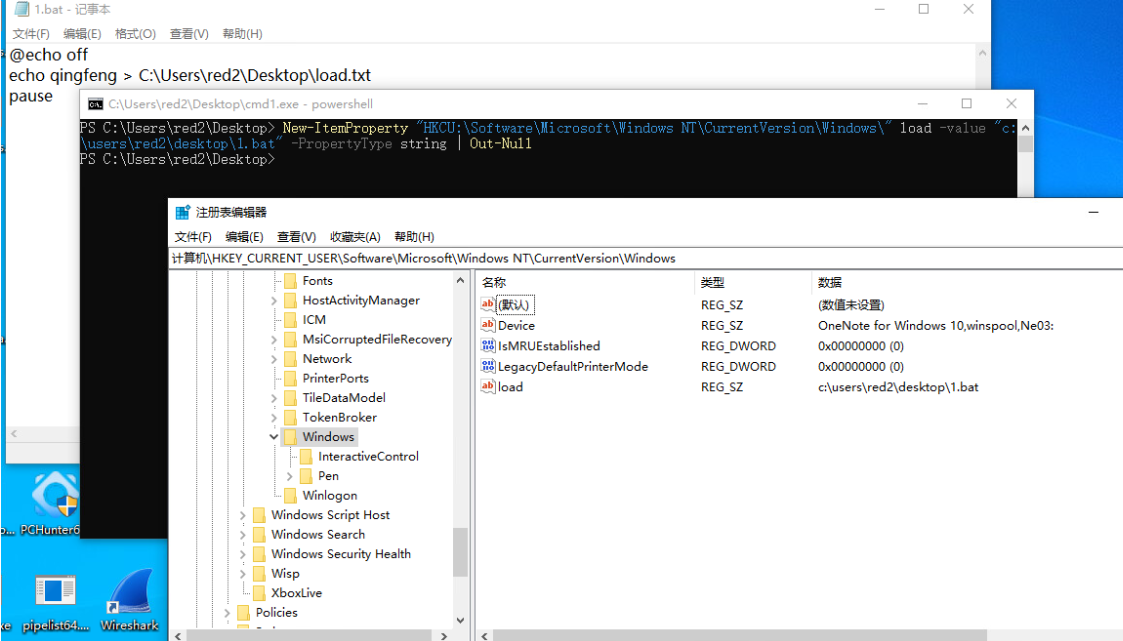 1.bat - 记事本
文件(F) 编辑(E) 格式(O) 查看(V) 帮助(H)
@echo off
echo qingfeng > C:\Users\red2\Desktop\load.txt
pause
C:\Users\red2\Desktop\cmd1.exe - powershell
PS C:\Users\red2\Desktop> New-ItemProperty "HKCU:\Software\Microsoft\Windows NT\CurrentVersion\Windows\" load -value "c:
\users\red2\desktop\1.bat" -PropertyType string | Out-Null
PS C:\Users\red2\Desktop>
注册表编辑器
文件(F) 编辑(E) 查看(V) 收藏夹(A) 帮助(H)
计算机\HKEY_CURRENT_USER\Software\Microsoft\Windows NT\CurrentVersion\Windows
Fonts
HostActivityManager
ICM
MsiCorruptedFileRecovery
Network
PrinterPorts
TileDataModel
TokenBroker
Windows
InteractiveControl
Pen
Winlogon
Windows Script Host
Windows Search
Windows Security Health
Wisp
XboxLive
Policies
名称 类型 数据
(默认) REG_SZ (数值未设置)
Device REG_SZ OneNote for Windows 10,winspool,Ne03:
IsMRUEstablished REG_DWORD 0x00000000 (0)
LegacyDefaultPrinterMode REG_DWORD 0x00000000 (0)
load REG_SZ c:\users\red2\desktop\1.bat
PCHunter6
pipelist64....
Wireshark